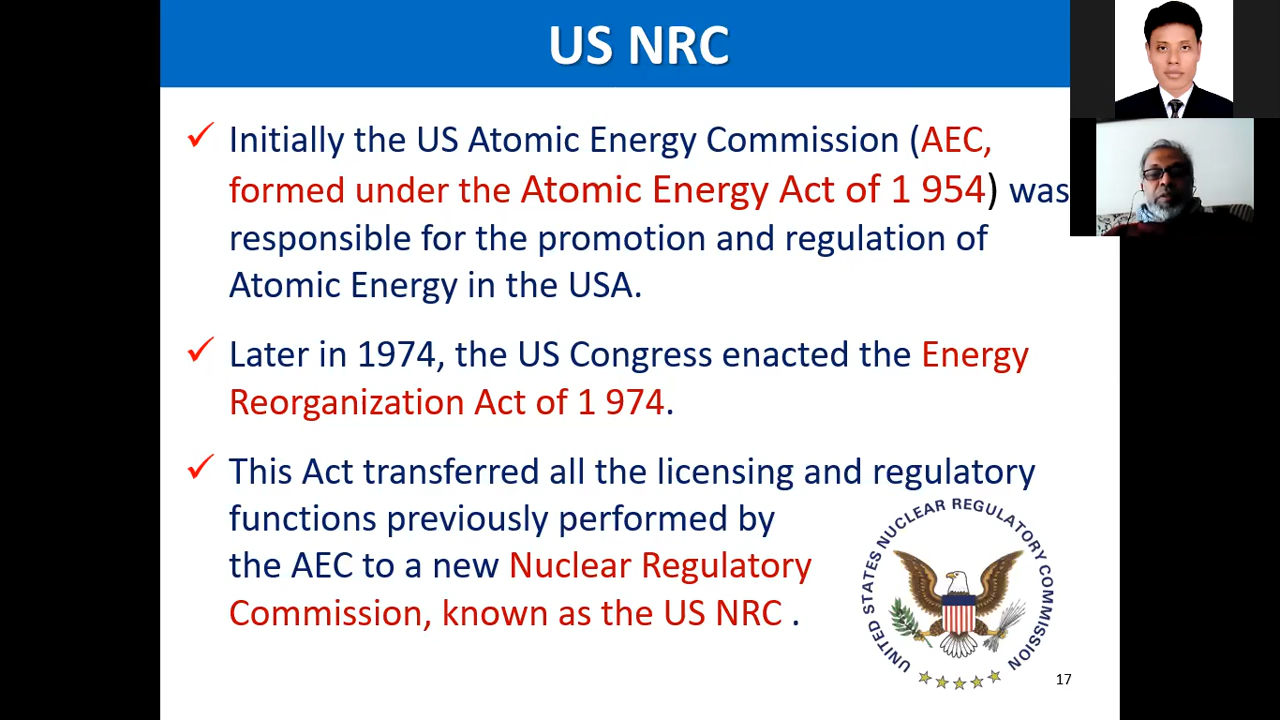 US NRC
✓ Initially the US Atomic Energy Commission (AEC,
formed under the Atomic Energy Act of 1 954) was
responsible for the promotion and regulation of
Atomic Energy in the USA.
✓ Later in 1974, the US Congress enacted the Energy
Reorganization Act of 1 974.
✓ This Act transferred all the licensing and regulatory
functions previously performed by
the AEC to a new Nuclear Regulatory
Commission, known as the US NRC .
UNITED STATES NUCLEAR REGULATORY COMMISSION
17